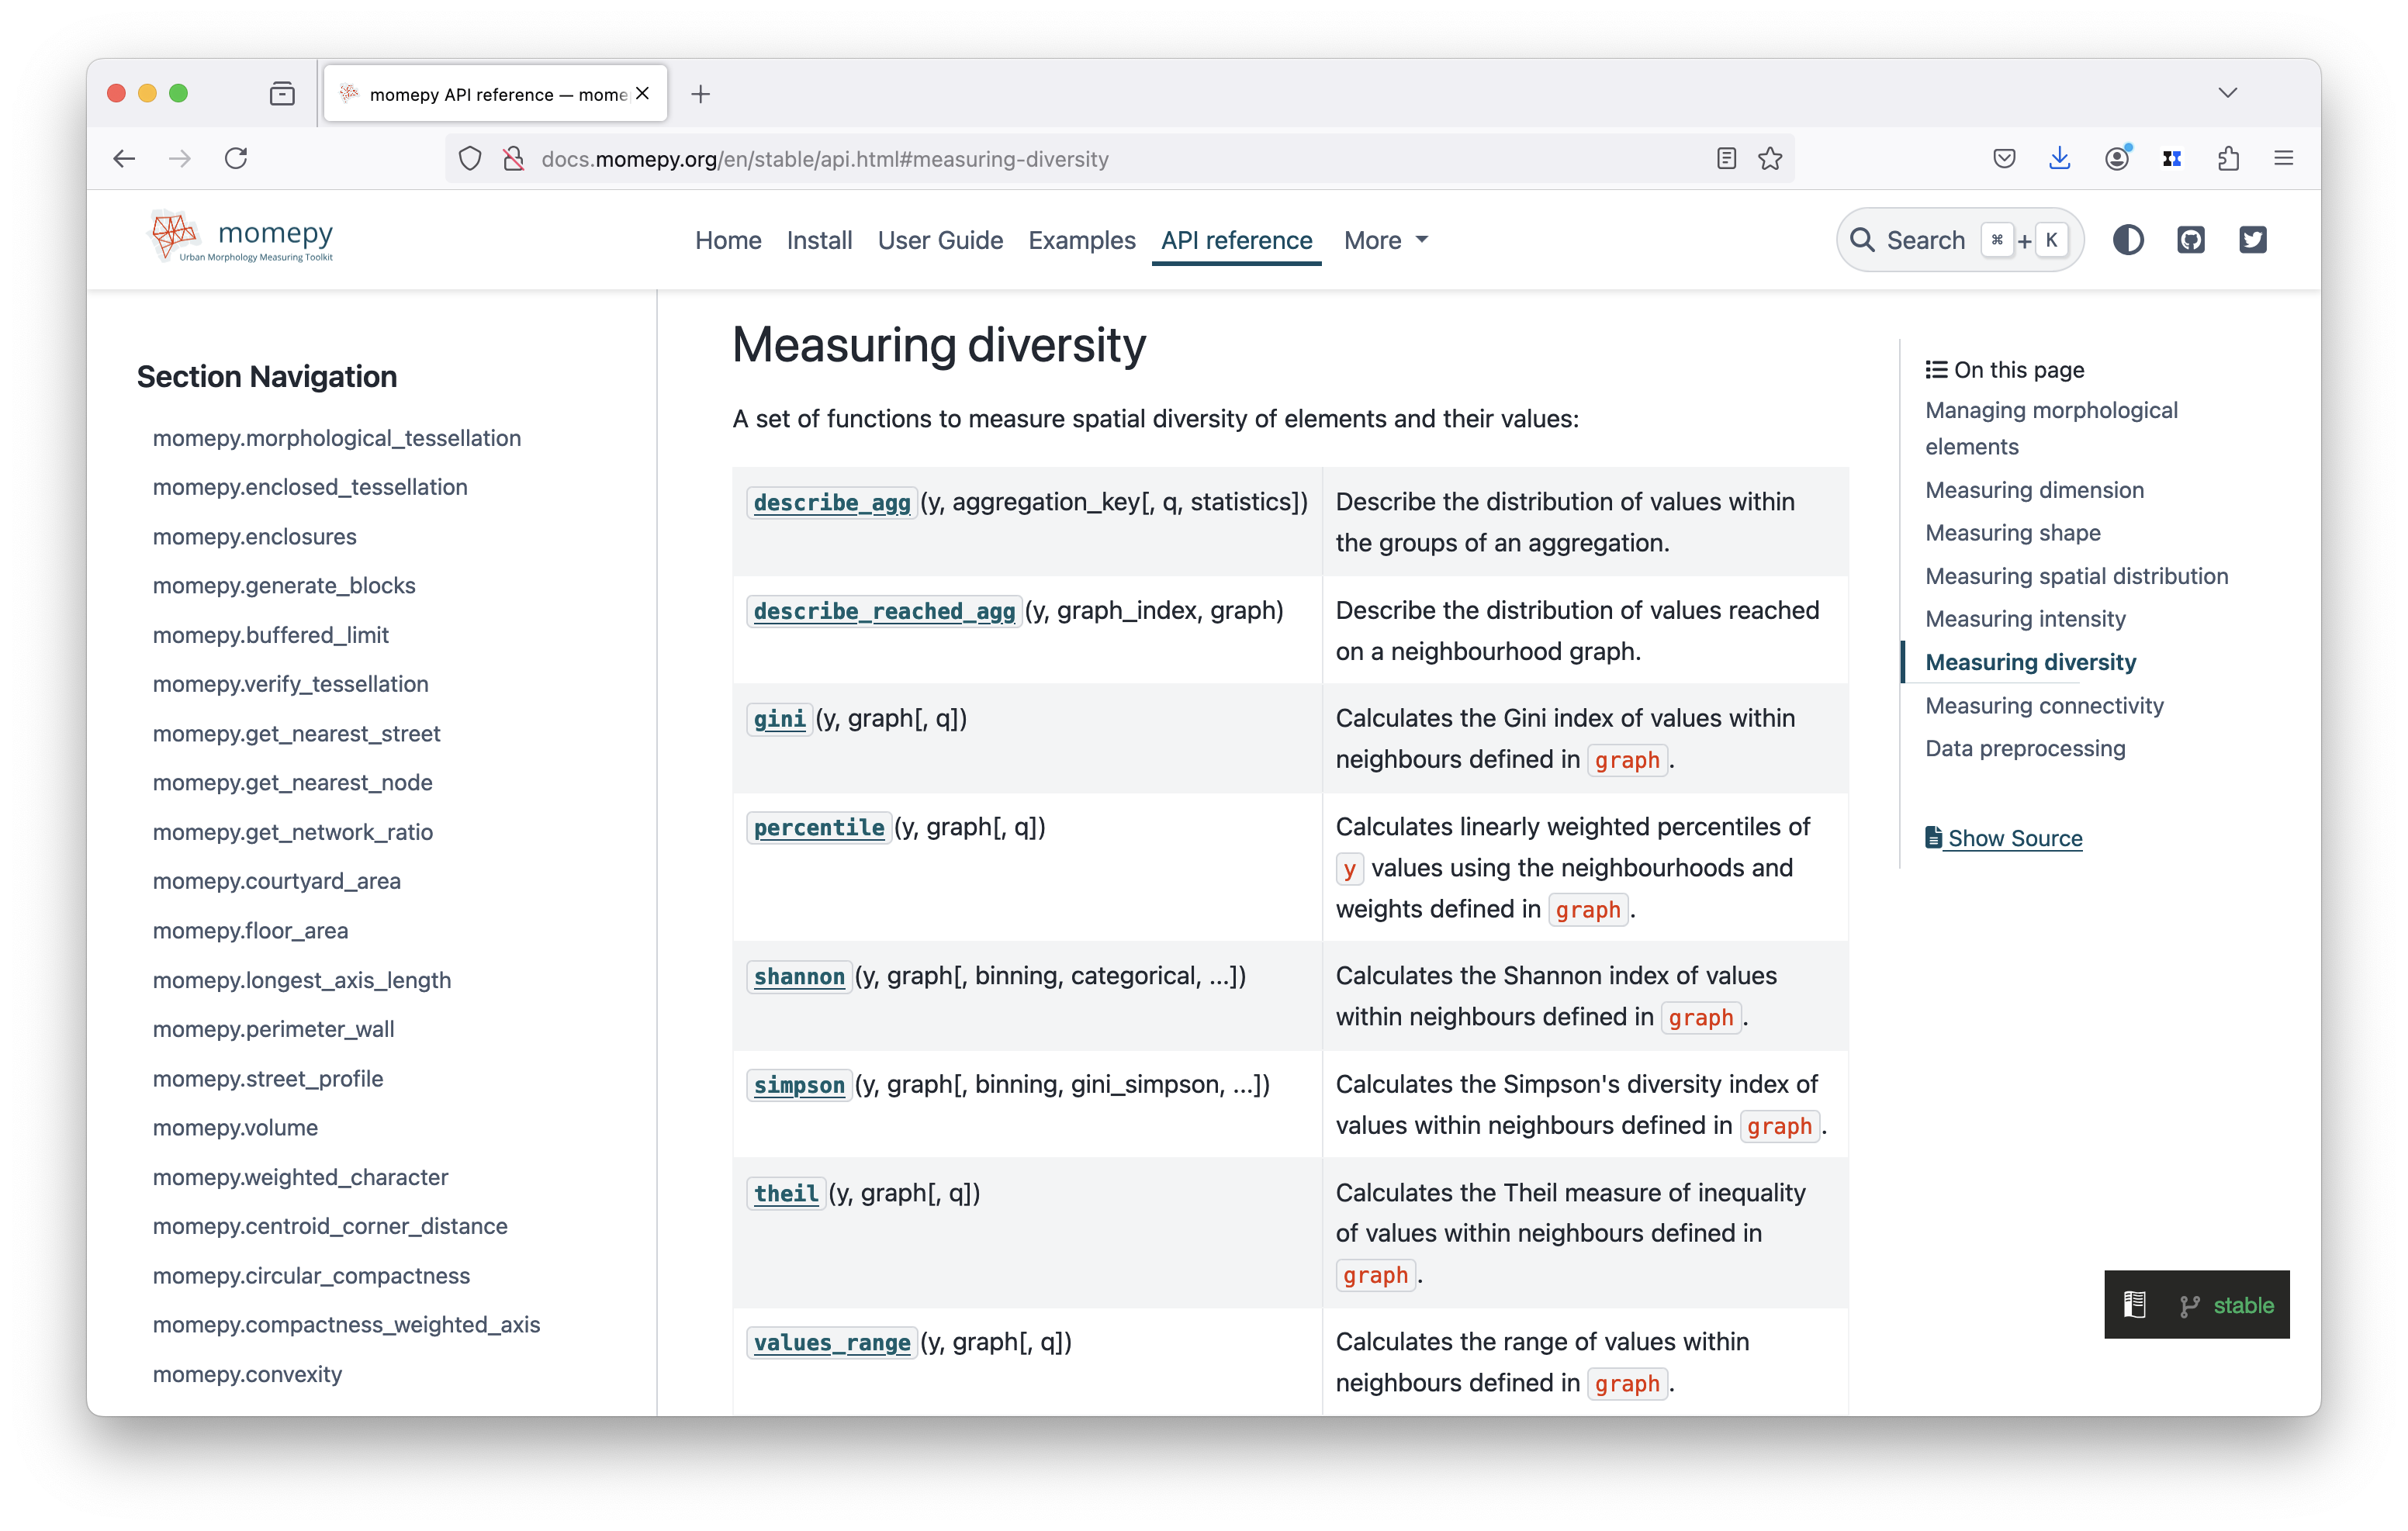 momepy API reference — mome
docs.momepy.org/en/stable/api.html#measuring-diversity
momepy
Urban Morphology Measuring Toolkit
Home Install User Guide Examples API reference More
Search ⌘ + K
Section Navigation
momepy.morphological_tessellation
momepy.enclosed_tessellation
momepy.enclosures
momepy.generate_blocks
momepy.buffered_limit
momepy.verify_tessellation
momepy.get_nearest_street
momepy.get_nearest_node
momepy.get_network_ratio
momepy.courtyard_area
momepy.floor_area
momepy.longest_axis_length
momepy.perimeter_wall
momepy.street_profile
momepy.volume
momepy.weighted_character
momepy.centroid_corner_distance
momepy.circular_compactness
momepy.compactness_weighted_axis
momepy.convexity
Measuring diversity
A set of functions to measure spatial diversity of elements and their values:
describe_agg(y, aggregation_key[, q, statistics])
Describe the distribution of values within
the groups of an aggregation.
describe_reached_agg(y, graph_index, graph)
Describe the distribution of values reached
on a neighbourhood graph.
gini(y, graph[, q])
Calculates the Gini index of values within
neighbours defined in graph.
percentile(y, graph[, q])
Calculates linearly weighted percentiles of
y values using the neighbourhoods and
weights defined in graph.
shannon(y, graph[, binning, categorical, ...])
Calculates the Shannon index of values
within neighbours defined in graph.
simpson(y, graph[, binning, gini_simpson, ...])
Calculates the Simpson's diversity index of
values within neighbours defined in graph.
theil(y, graph[, q])
Calculates the Theil measure of inequality
of values within neighbours defined in
graph.
values_range(y, graph[, q])
Calculates the range of values within
neighbours defined in graph.
On this page
Managing morphological
elements
Measuring dimension
Measuring shape
Measuring spatial distribution
Measuring intensity
Measuring diversity
Measuring connectivity
Data preprocessing
Show Source
stable